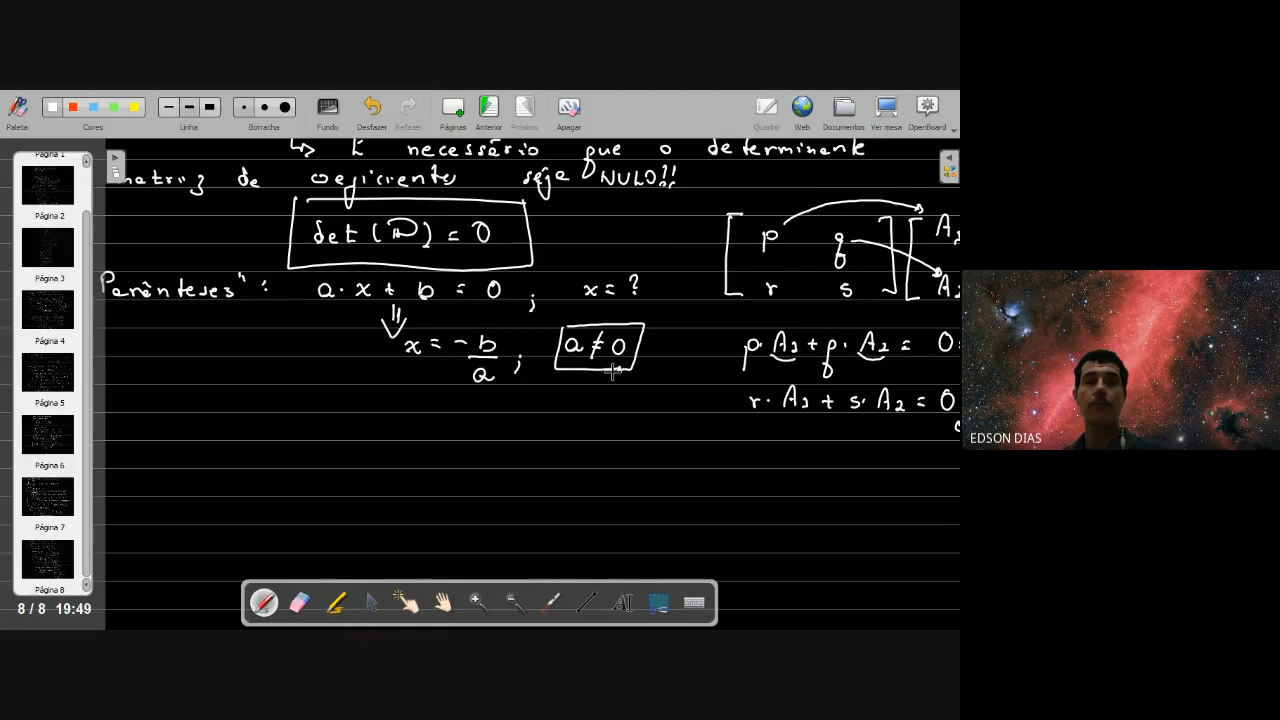 Paleta Cores Linha Borracha Fundo Desfazer Refazer Páginas Anterior Próximo Apagar Quadro Web Documentos Ver mesa OpenBoard
Página 1
Página 2
Página 3
Página 4
Página 5
Página 6
Página 7
Página 8
8 / 8 19:49
↳ É necessário que o determinante
matriz de coeficiente seja NULO!!
det (D) = 0
"Parênteses": a · x + b = 0 ; x = ?
⇓
x = - b / a ; a ≠ 0
p q
r s
A₁
A₂
p · A₁ + q · A₂ = 0
r · A₁ + s · A₂ = 0
EDSON DIAS